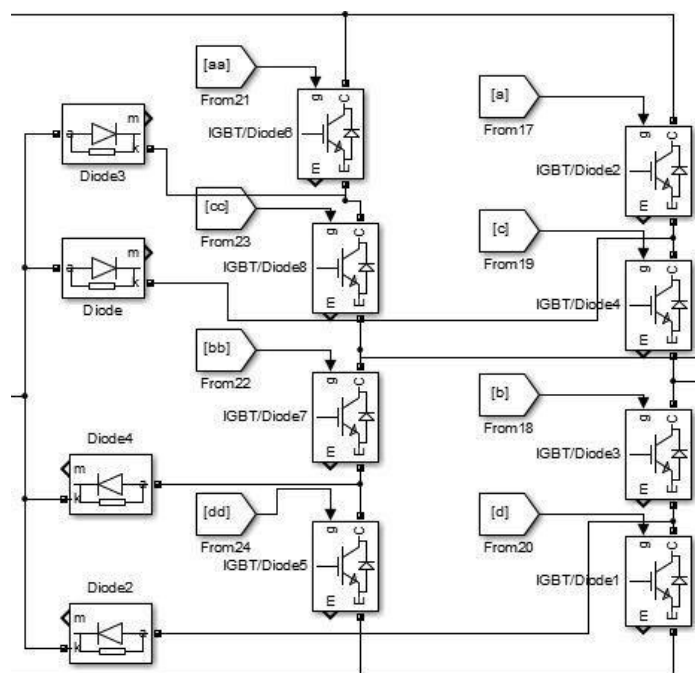 [aa]
From21
g
C
IGBT/Diode6
m
E
[a]
From17
g
C
IGBT/Diode2
m
E
a
m
k
Diode3
[cc]
From23
g
C
IGBT/Diode8
m
E
[c]
From19
g
C
IGBT/Diode4
m
E
a
m
k
Diode
[bb]
From22
g
C
IGBT/Diode7
m
E
[b]
From18
g
C
IGBT/Diode3
m
E
Diode4
m
k
a
[dd]
From24
g
C
IGBT/Diode5
m
E
[d]
From20
g
C
IGBT/Diode1
m
E
Diode2
m
k
a